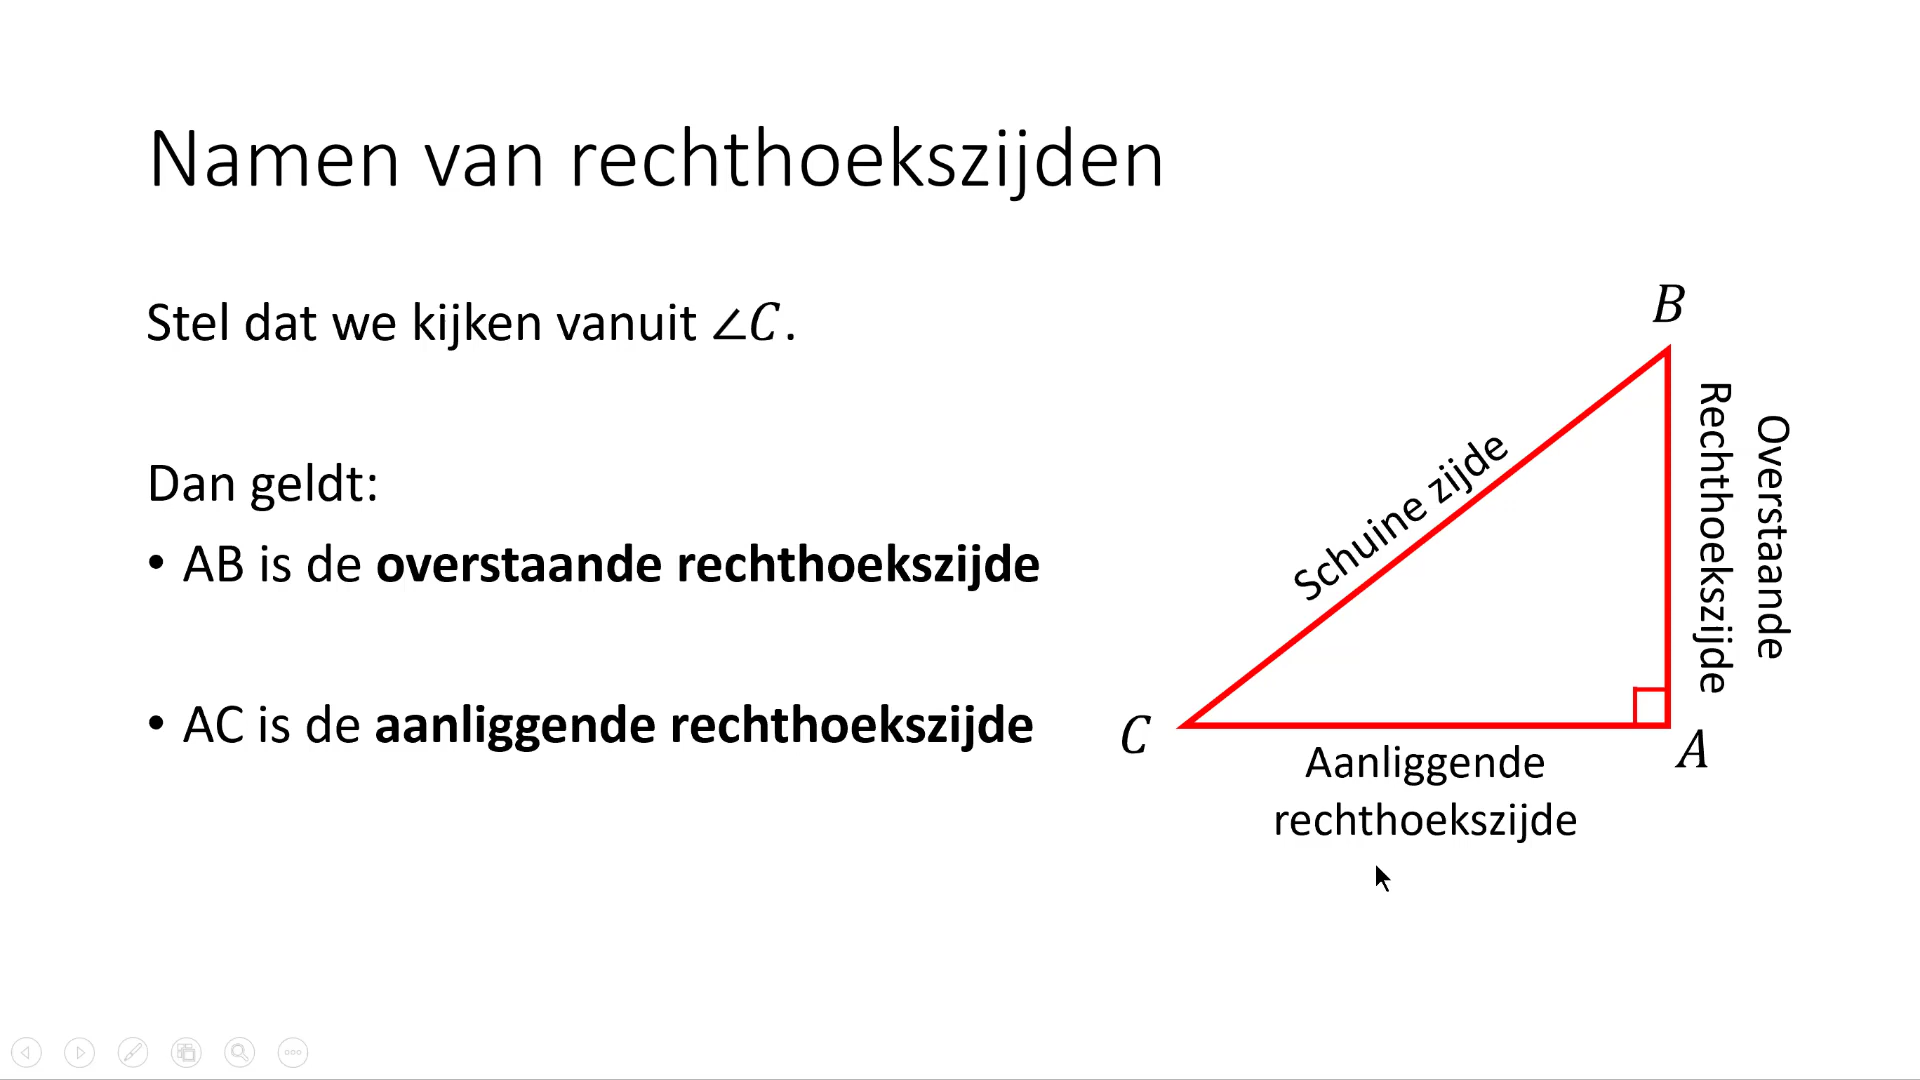 Namen van rechthoekszijden
Stel dat we kijken vanuit ∠C.
Dan geldt:
• AB is de overstaande rechthoekszijde
• AC is de aanliggende rechthoekszijde
B
Schuine zijde
Overstaande
Rechthoekszijde
C
A
Aanliggende
rechthoekszijde